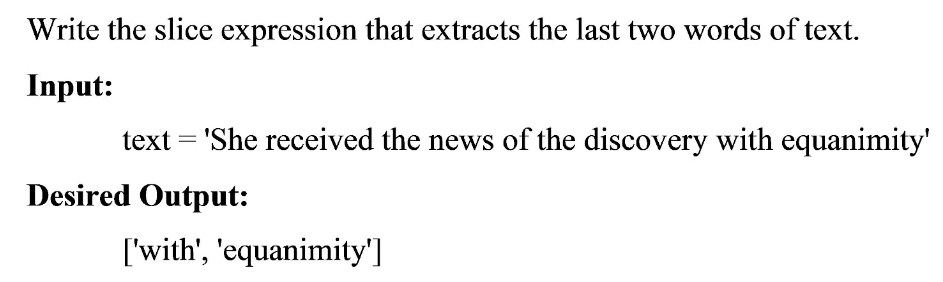 Write the slice expression that extracts the last two words of text.
Input:
text = 'She received the news of the discovery with equanimity'
Desired Output:
['with', 'equanimity']